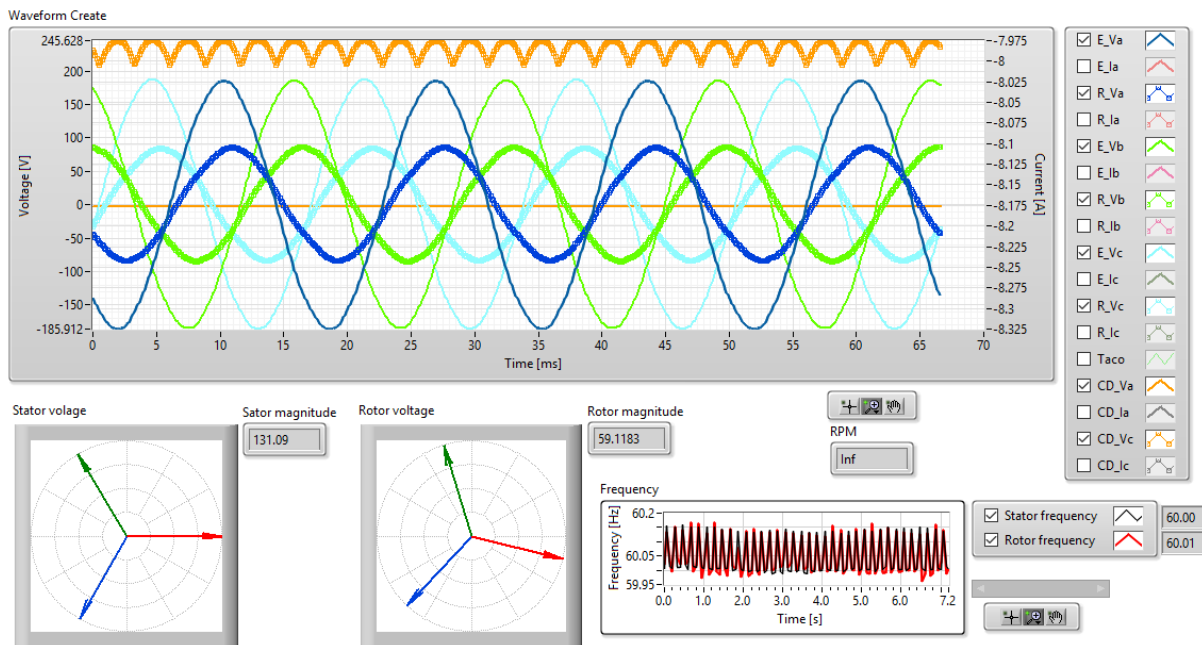 Waveform Create
245.628
200
150
100
50
0
-50
-100
-150
-185.912
Voltage [V]
0 5 10 15 20 25 30 35 40 45 50 55 60 65 70
Time [ms]
-7.975
-8
-8.025
-8.05
-8.075
-8.1
-8.125
-8.15
-8.175
-8.2
-8.225
-8.25
-8.275
-8.3
-8.325
Current [A]
E_Va
E_Ia
R_Va
R_Ia
E_Vb
E_Ib
R_Vb
R_Ib
E_Vc
E_Ic
R_Vc
R_Ic
Taco
CD_Va
CD_Ia
CD_Vc
CD_Ic
Stator volage
Sator magnitude
131.09
Rotor voltage
Rotor magnitude
59.1183
RPM
Inf
Frequency
Frequency [Hz]
60.2
60.05
59.95
0.0 1.0 2.0 3.0 4.0 5.0 6.0 7.2
Time [s]
Stator frequency
60.00
Rotor frequency
60.01